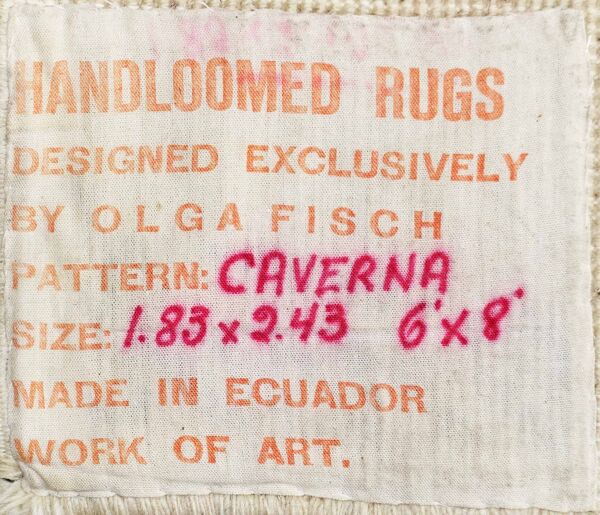 HANDLOOMED RUGS
DESIGNED EXCLUSIVELY
BY OLGA FISCH
PATTERN: CAVERNA
SIZE: 1.83 x 2.43 6' x 8'
MADE IN ECUADOR
WORK OF ART.